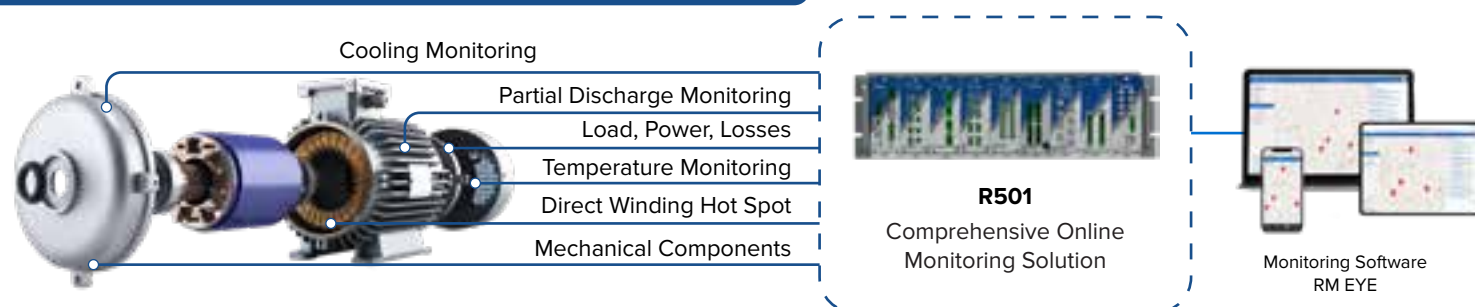 Cooling Monitoring
Partial Discharge Monitoring
Load, Power, Losses
Temperature Monitoring
Direct Winding Hot Spot
Mechanical Components
R501
Comprehensive Online
Monitoring Solution
Monitoring Software
RM EYE